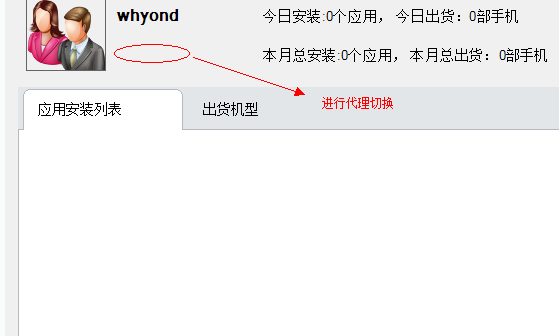 whyond
今日安装:0个应用，今日出货：0部手机
本月总安装:0个应用，本月总出货：0部手机
进行代理切换
应用安装列表
出货机型